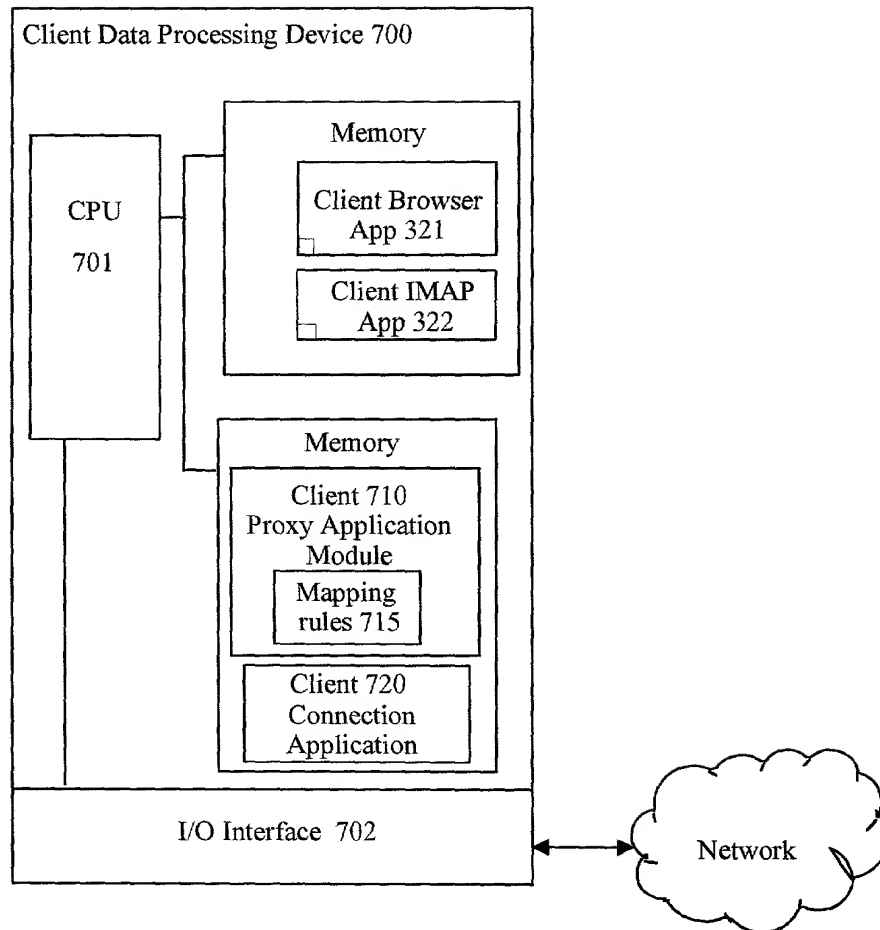 Client Data Processing Device 700
CPU
701
Memory
Client Browser
App 321
Client IMAP
App 322
Memory
Client 710
Proxy Application
Module
Mapping
rules 715
Client 720
Connection
Application
I/O Interface 702
Network